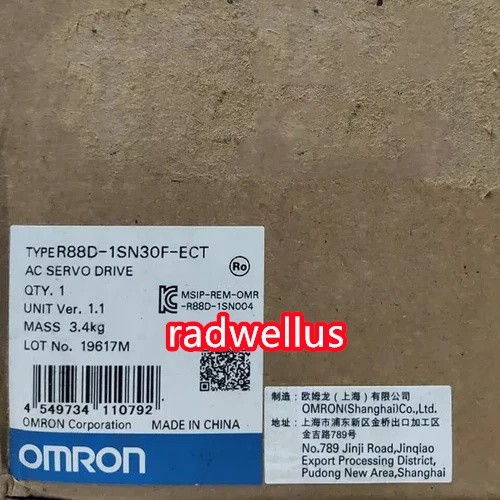 TYPE R88D-1SN30F-ECT
AC SERVO DRIVE
Ro
QTY. 1
UNIT Ver. 1.1
MSIP-REM-OMR
-R88D-1SN004
MASS 3.4kg
LOT No. 19617M
radwellus
4 549734 110792
OMRON Corporation MADE IN CHINA
OMRON
制造：欧姆龙（上海）有限公司
OMRON(Shanghai)Co.,Ltd.
地址：上海市浦东新区金桥出口加工区
金吉路789号
No.789 Jinji Road,Jinqiao
Export Processing District,
Pudong New Area,Shanghai